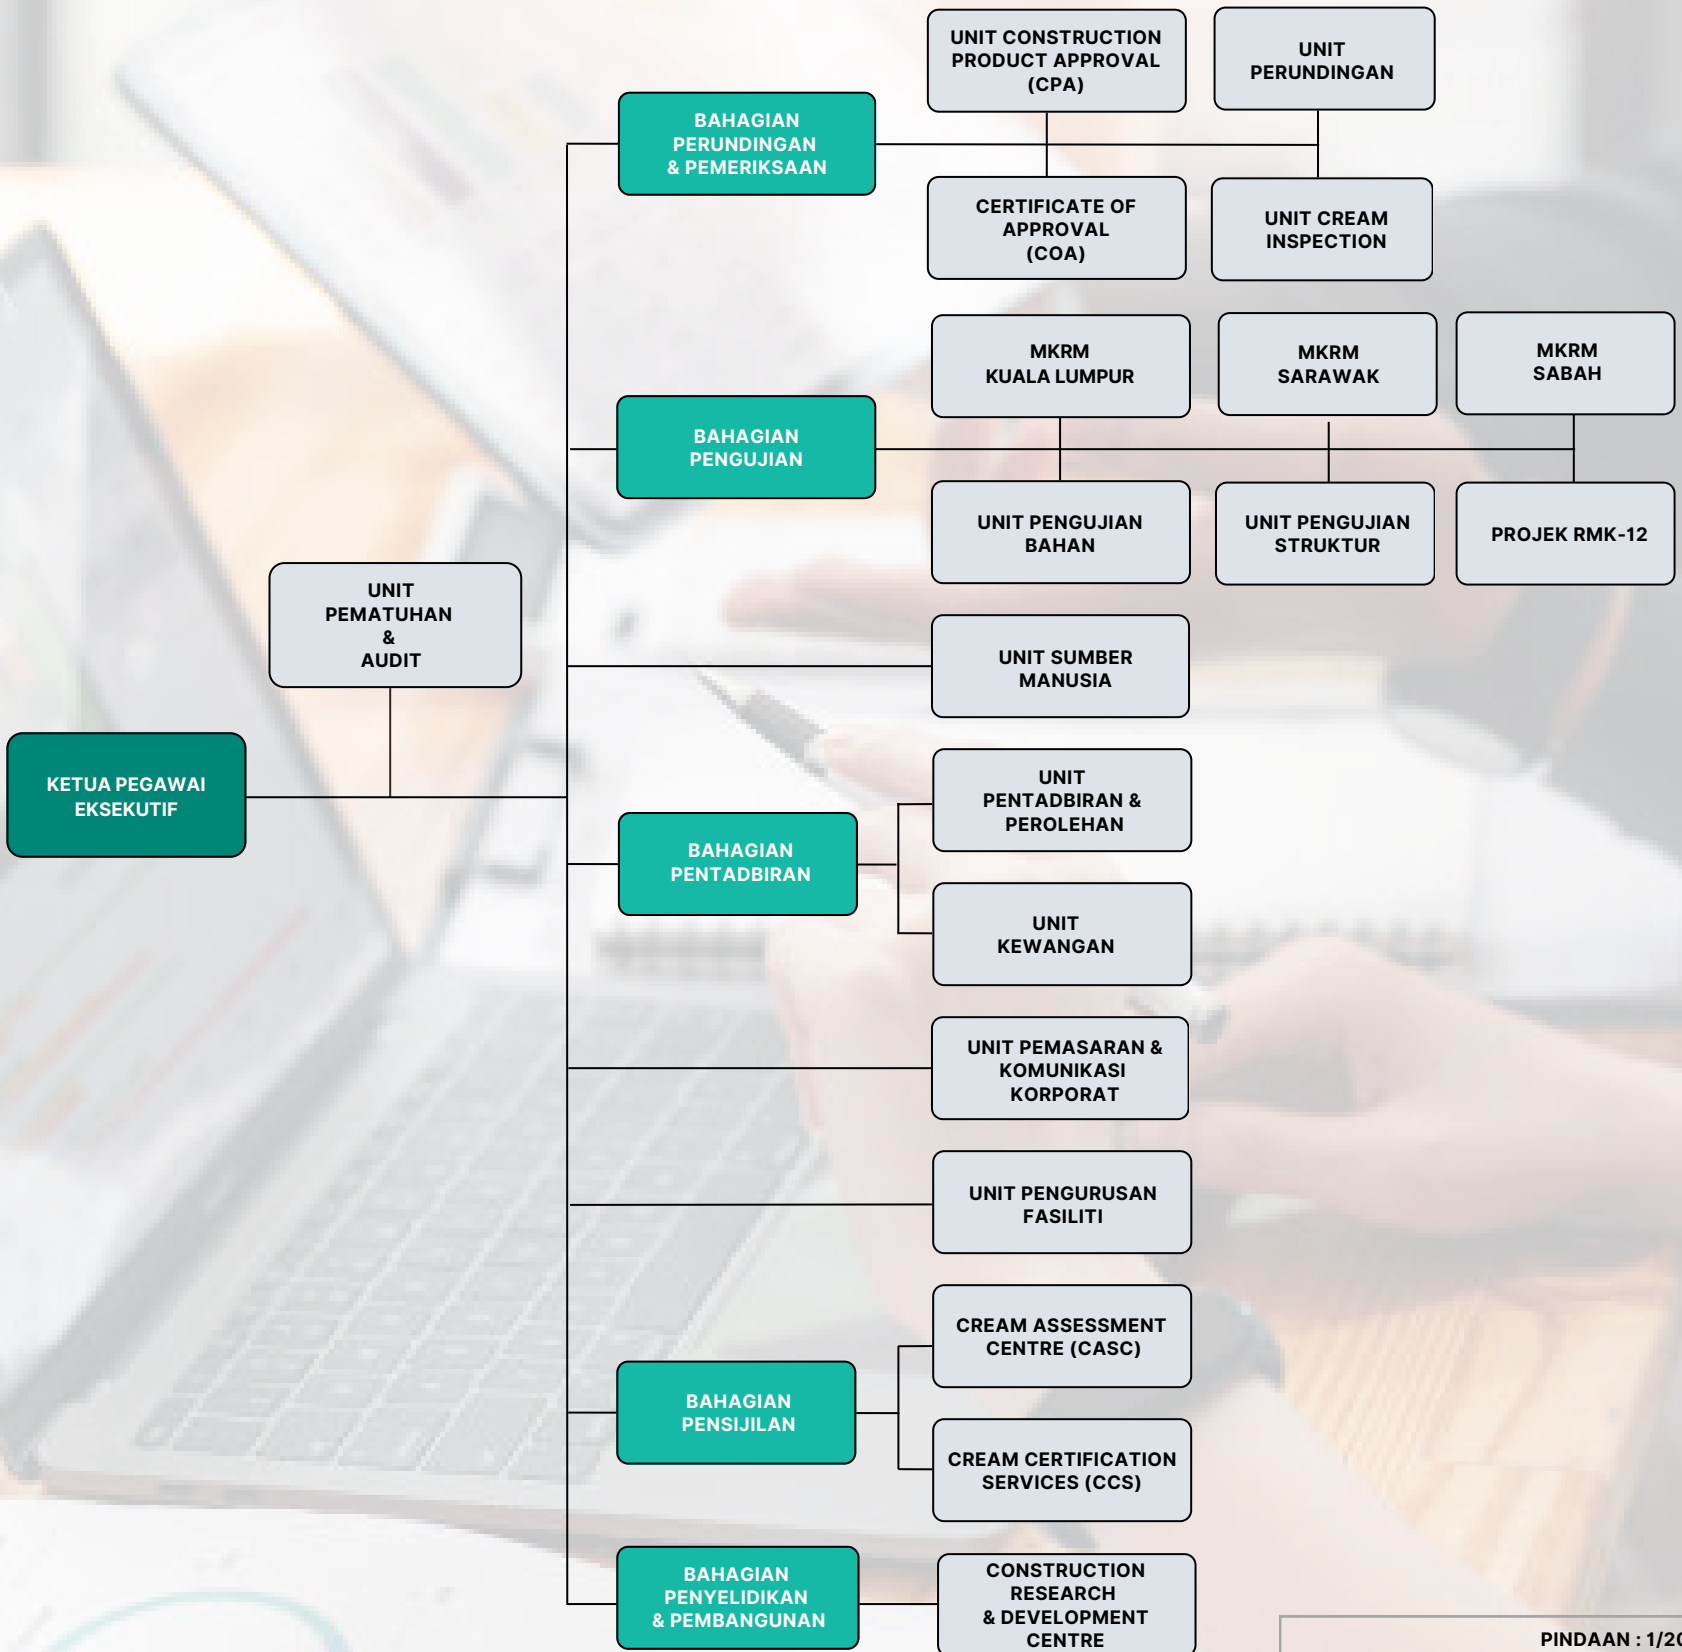 UNIT CONSTRUCTION
PRODUCT APPROVAL
(CPA)
UNIT
PERUNDINGAN
BAHAGIAN
PERUNDINGAN
& PEMERIKSAAN
CERTIFICATE OF
APPROVAL
(COA)
UNIT CREAM
INSPECTION
MKRM
KUALA LUMPUR
MKRM
SARAWAK
MKRM
SABAH
BAHAGIAN
PENGUJIAN
UNIT PENGUJIAN
BAHAN
UNIT PENGUJIAN
STRUKTUR
PROJEK RMK-12
UNIT
PEMATUHAN
&
AUDIT
UNIT SUMBER
MANUSIA
KETUA PEGAWAI
EKSEKUTIF
UNIT
PENTADBIRAN &
PEROLEHAN
BAHAGIAN
PENTADBIRAN
UNIT
KEWANGAN
UNIT PEMASARAN &
KOMUNIKASI
KORPORAT
UNIT PENGURUSAN
FASILITI
CREAM ASSESSMENT
CENTRE (CASC)
BAHAGIAN
PENSIJILAN
CREAM CERTIFICATION
SERVICES (CCS)
BAHAGIAN
PENYELIDIKAN
& PEMBANGUNAN
CONSTRUCTION
RESEARCH
& DEVELOPMENT
CENTRE
PINDAAN : 1/20